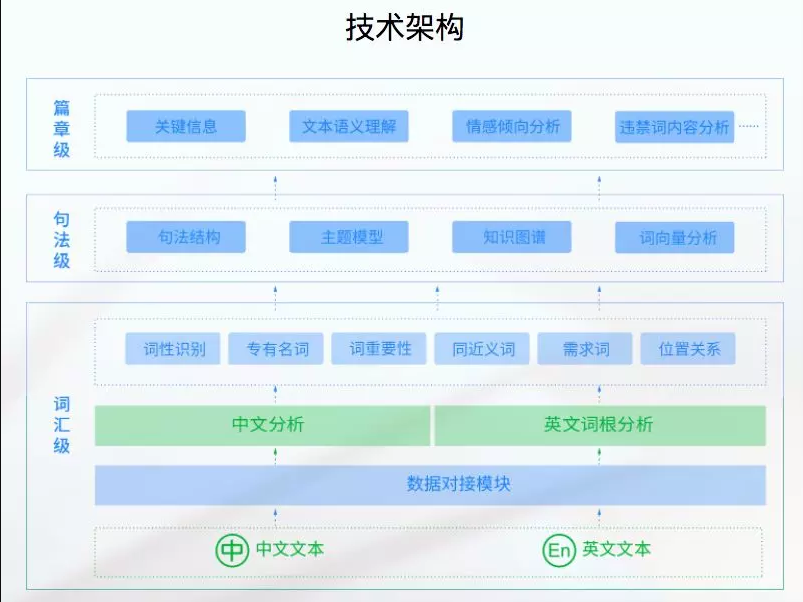 技术架构
篇章级
关键信息
文本语义理解
情感倾向分析
违禁词内容分析 ······
句法级
句法结构
主题模型
知识图谱
词向量分析
词汇级
词性识别
专有名词
词重要性
同近义词
需求词
位置关系
中文分析
英文词根分析
数据对接模块
中 中文文本
En 英文文本